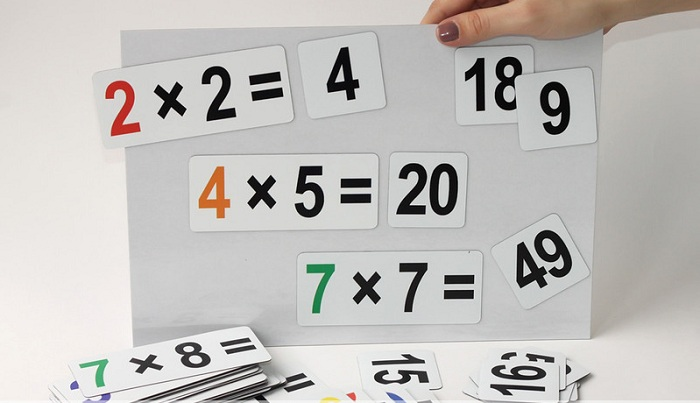 2 × 2 = 4
18
9
4 × 5 = 20
7 × 7 = 49
7 × 8 =
15
16